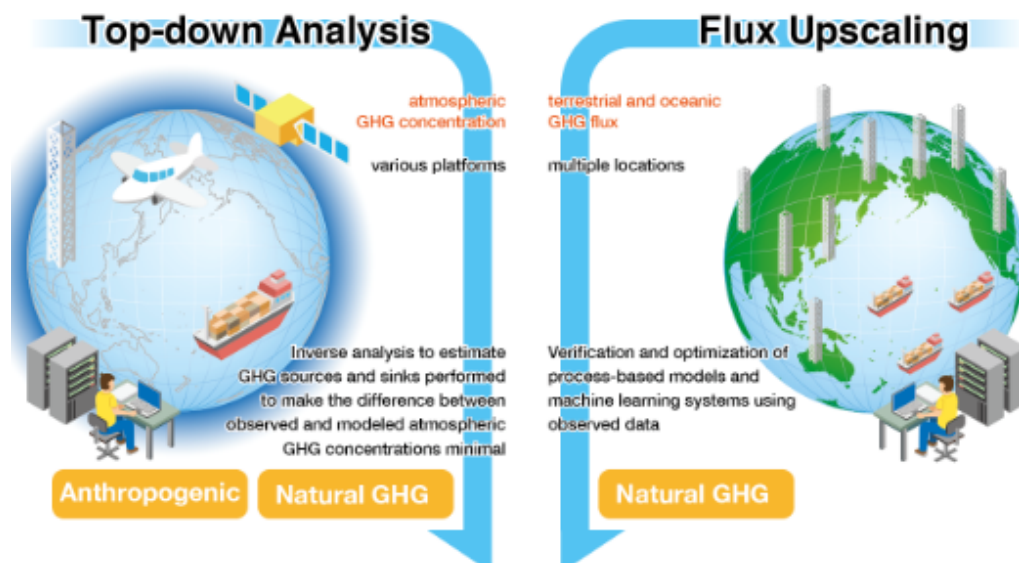 Top-down Analysis
atmospheric
GHG concentration
various platforms
Inverse analysis to estimate
GHG sources and sinks performed
to make the difference between
observed and modeled atmospheric
GHG concentrations minimal
Anthropogenic
Natural GHG
Flux Upscaling
terrestrial and oceanic
GHG flux
multiple locations
Verification and optimization of
process-based models and
machine learning systems using
observed data
Natural GHG